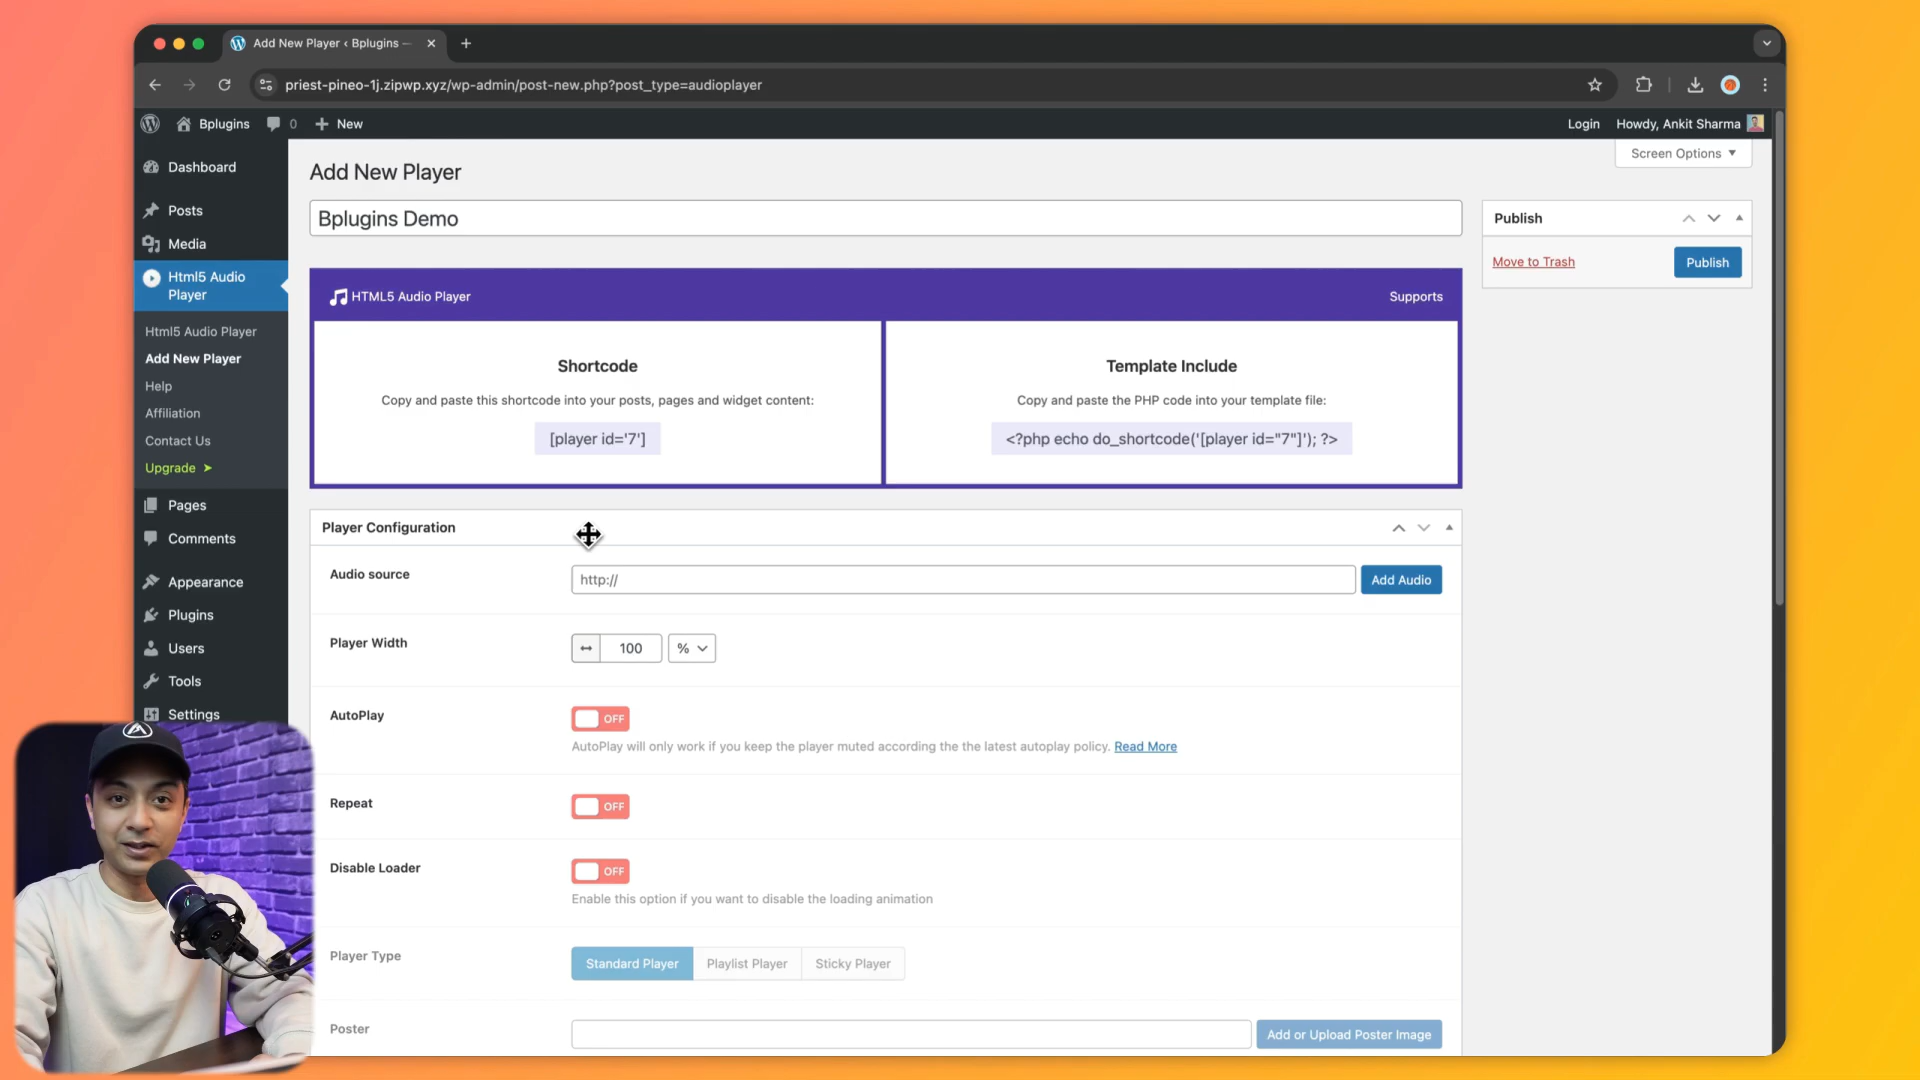 Add New Player ‹ Bplugins —
priest-pineo-1j.zipwp.xyz/wp-admin/post-new.php?post_type=audioplayer
Bplugins
0
New
Login
Howdy, Ankit Sharma
Screen Options
Dashboard
Posts
Media
Html5 Audio
Player
Html5 Audio Player
Add New Player
Help
Affiliation
Contact Us
Upgrade ➤
Pages
Comments
Appearance
Plugins
Users
Tools
Settings
Add New Player
Bplugins Demo
Publish
Move to Trash
Publish
HTML5 Audio Player
Supports
Shortcode
Copy and paste this shortcode into your posts, pages and widget content:
[player id='7']
Template Include
Copy and paste the PHP code into your template file:
<?php echo do_shortcode('[player id="7"]'); ?>
Player Configuration
Audio source
http://
Add Audio
Player Width
100
%
AutoPlay
OFF
AutoPlay will only work if you keep the player muted according the the latest autoplay policy. Read More
Repeat
OFF
Disable Loader
OFF
Enable this option if you want to disable the loading animation
Player Type
Standard Player
Playlist Player
Sticky Player
Poster
Add or Upload Poster Image